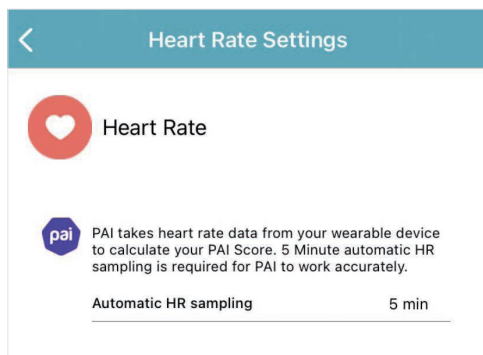 Heart Rate Settings
Heart Rate
pai
PAI takes heart rate data from your wearable device
to calculate your PAI Score. 5 Minute automatic HR
sampling is required for PAI to work accurately.
Automatic HR sampling 5 min